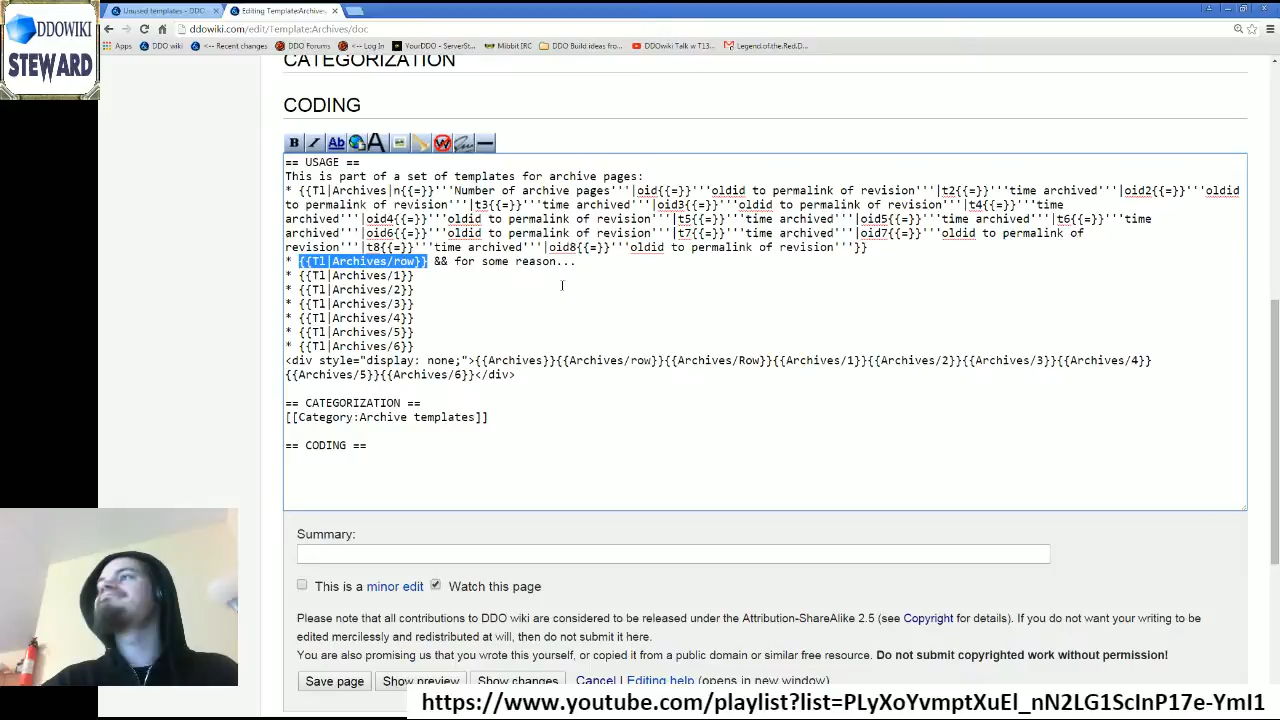 DDOWIKI
STEWARD
Unused templates - DDO
Editing Template:Archives
ddowiki.com/edit/Template:Archives/doc
Apps DDO wiki <-- Recent changes DDO Forums <-- Log In YourDDO - ServerSt... Mibbit IRC DDO Build ideas fro... DDOwiki Talk w T13... Legend.of.the.Red.D...
CATEGORIZATION
CODING
B I Ab A W
== USAGE ==
This is part of a set of templates for archive pages:
* {{Tl|Archives|n{{=}}'''Number of archive pages'''|oid{{=}}'''oldid to permalink of revision'''|t2{{=}}'''time archived'''|oid2{{=}}'''oldid
to permalink of revision'''|t3{{=}}'''time archived'''|oid3{{=}}'''oldid to permalink of revision'''|t4{{=}}'''time
archived'''|oid4{{=}}'''oldid to permalink of revision'''|t5{{=}}'''time archived'''|oid5{{=}}'''time archived'''|t6{{=}}'''time
archived'''|oid6{{=}}'''oldid to permalink of revision'''|t7{{=}}'''time archived'''|oid7{{=}}'''oldid to permalink of
revision'''|t8{{=}}'''time archived'''|oid8{{=}}'''oldid to permalink of revision'''}}
* {{Tl|Archives/row}} && for some reason...
* {{Tl|Archives/1}}
* {{Tl|Archives/2}}
* {{Tl|Archives/3}}
* {{Tl|Archives/4}}
* {{Tl|Archives/5}}
* {{Tl|Archives/6}}
<div style="display: none;">{{Archives}}{{Archives/row}}{{Archives/Row}}{{Archives/1}}{{Archives/2}}{{Archives/3}}{{Archives/4}}
{{Archives/5}}{{Archives/6}}</div>
== CATEGORIZATION ==
[[Category:Archive templates]]
== CODING ==
Summary:
This is a minor edit Watch this page
Please note that all contributions to DDO wiki are considered to be released under the Attribution-ShareAlike 2.5 (see Copyright for details). If you do not want your writing to be
edited mercilessly and redistributed at will, then do not submit it here.
You are also promising us that you wrote this yourself, or copied it from a public domain or similar free resource. Do not submit copyrighted work without permission!
Save page Show preview Show changes Cancel | Editing help (opens in new window)
https://www.youtube.com/playlist?list=PLyXoYvmptXuEl_nN2LG1ScInP17e-YmI1